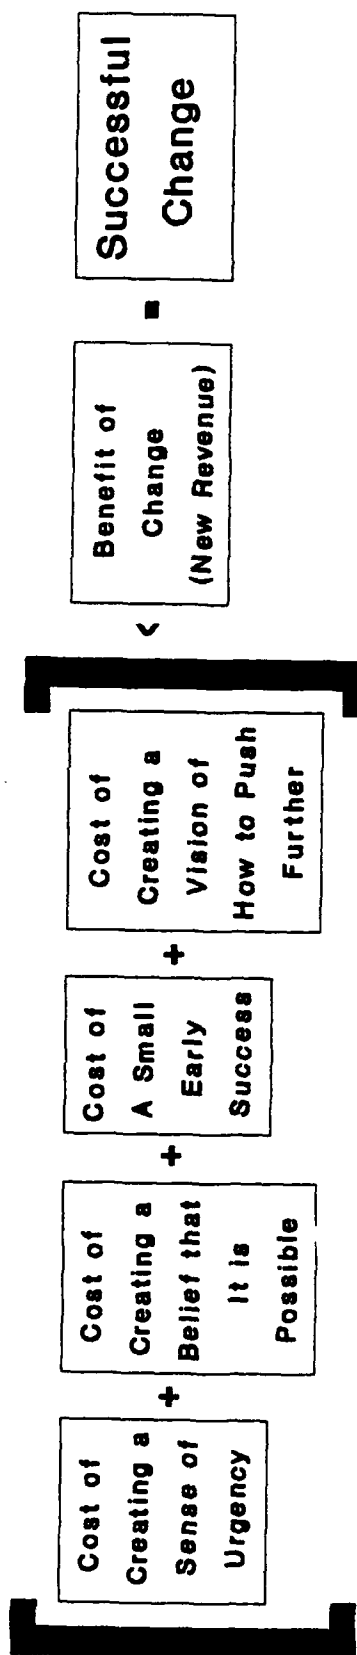 Cost of
Creating a
Sense of
Urgency
+
Cost of
Creating a
Belief that
It is
Possible
+
Cost of
A Small
Early
Success
+
Cost of
Creating a
Vision of
How to Push
Further
<
Benefit of
Change
(New Revenue)
=
Successful
Change